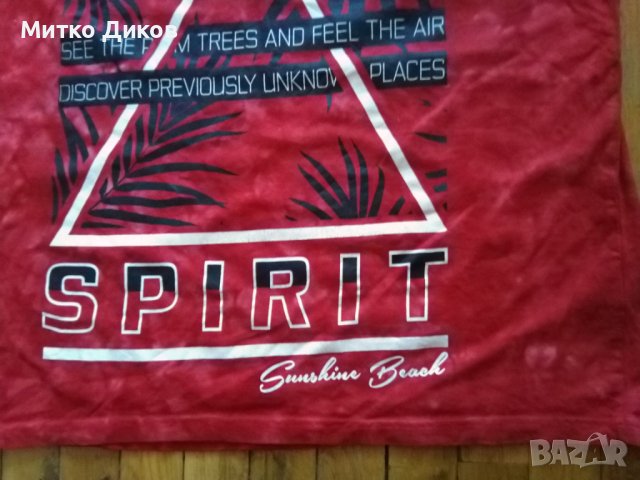 Митко Диков
SEE THE PALM TREES AND FEEL THE AIR
DISCOVER PREVIOUSLY UNKNOWN PLACES
SPIRIT
Sunshine Beach
BAZAR